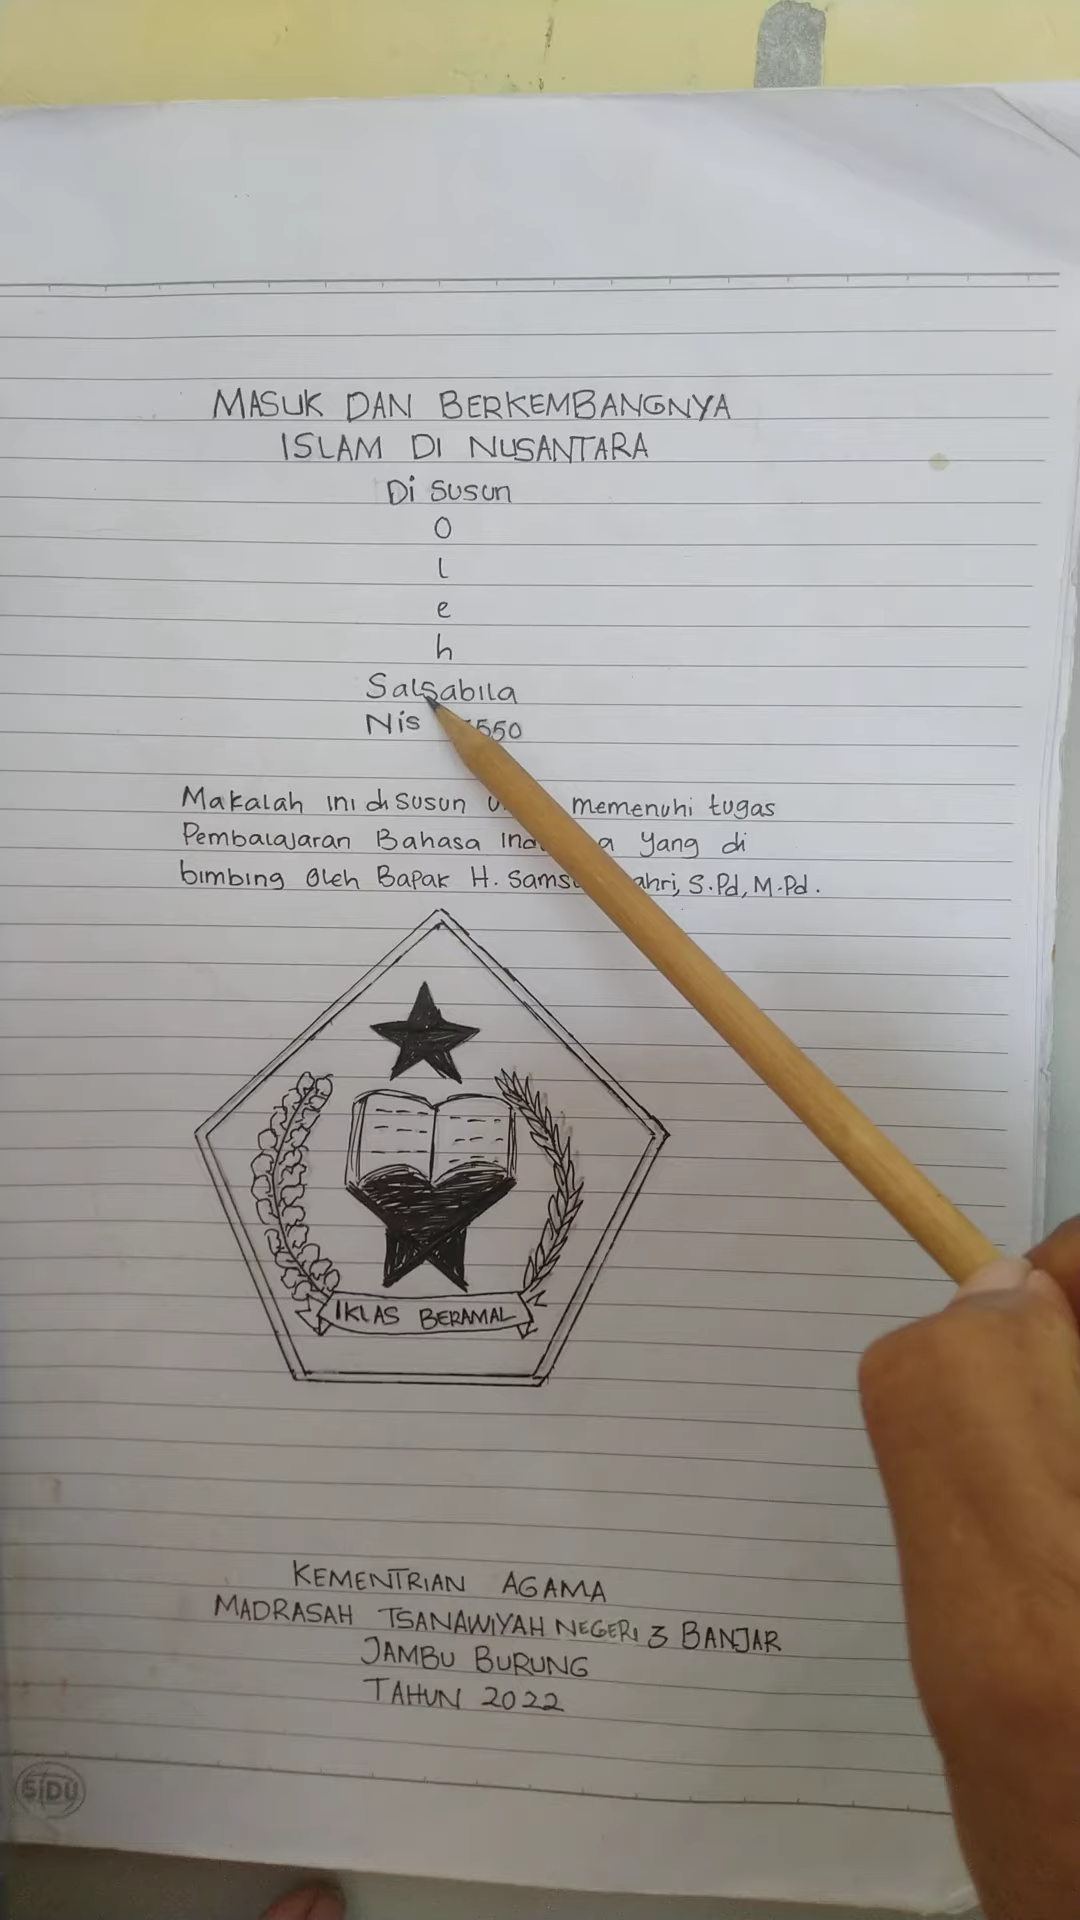 MASUK DAN BERKEMBANGNYA
ISLAM DI NUSANTARA
Di susun
O
l
e
h
Salsabila
Nis 550
Makalah ini di susun memenuhi tugas
Pembalajaran Bahasa yang di
bimbing oleh Bapak H. S.Pd, M.Pd.
IKLAS BERAMAL
KEMENTRIAN AGAMA
MADRASAH TSANAWIYAH NEGERI 3 BANJAR
JAMBU BURUNG
TAHUN 2022
SiDU